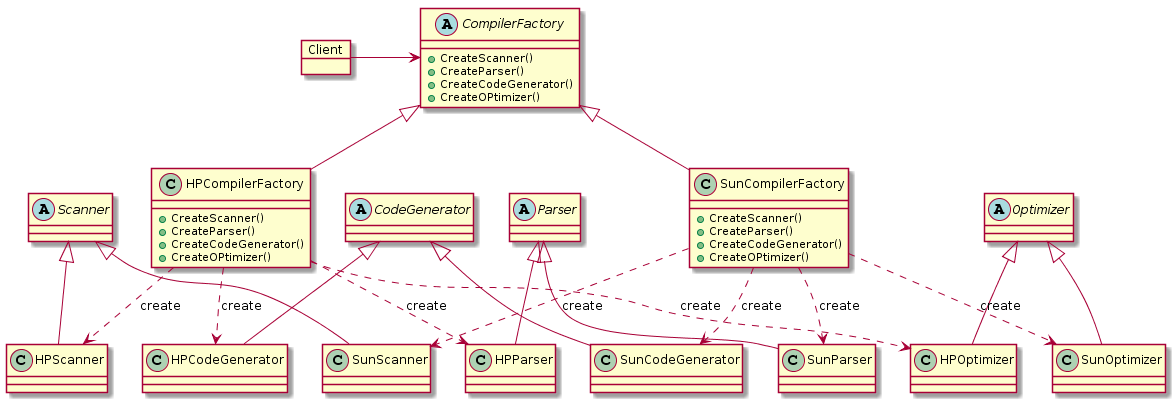 A CompilerFactory
Client
CreateScanner()
CreateParser()
CreateCodeGenerator()
CreateOPtimizer()
C HPCompilerFactory
CreateScanner()
CreateParser()
CreateCodeGenerator()
CreateOPtimizer()
C SunCompilerFactory
CreateScanner()
CreateParser()
CreateCodeGenerator()
CreateOPtimizer()
A Scanner
A CodeGenerator
A Parser
A Optimizer
create
create
create
create
create
create
create
create
C HPScanner
C HPCodeGenerator
C SunScanner
C HPParser
C SunCodeGenerator
C SunParser
C HPOptimizer
C SunOptimizer